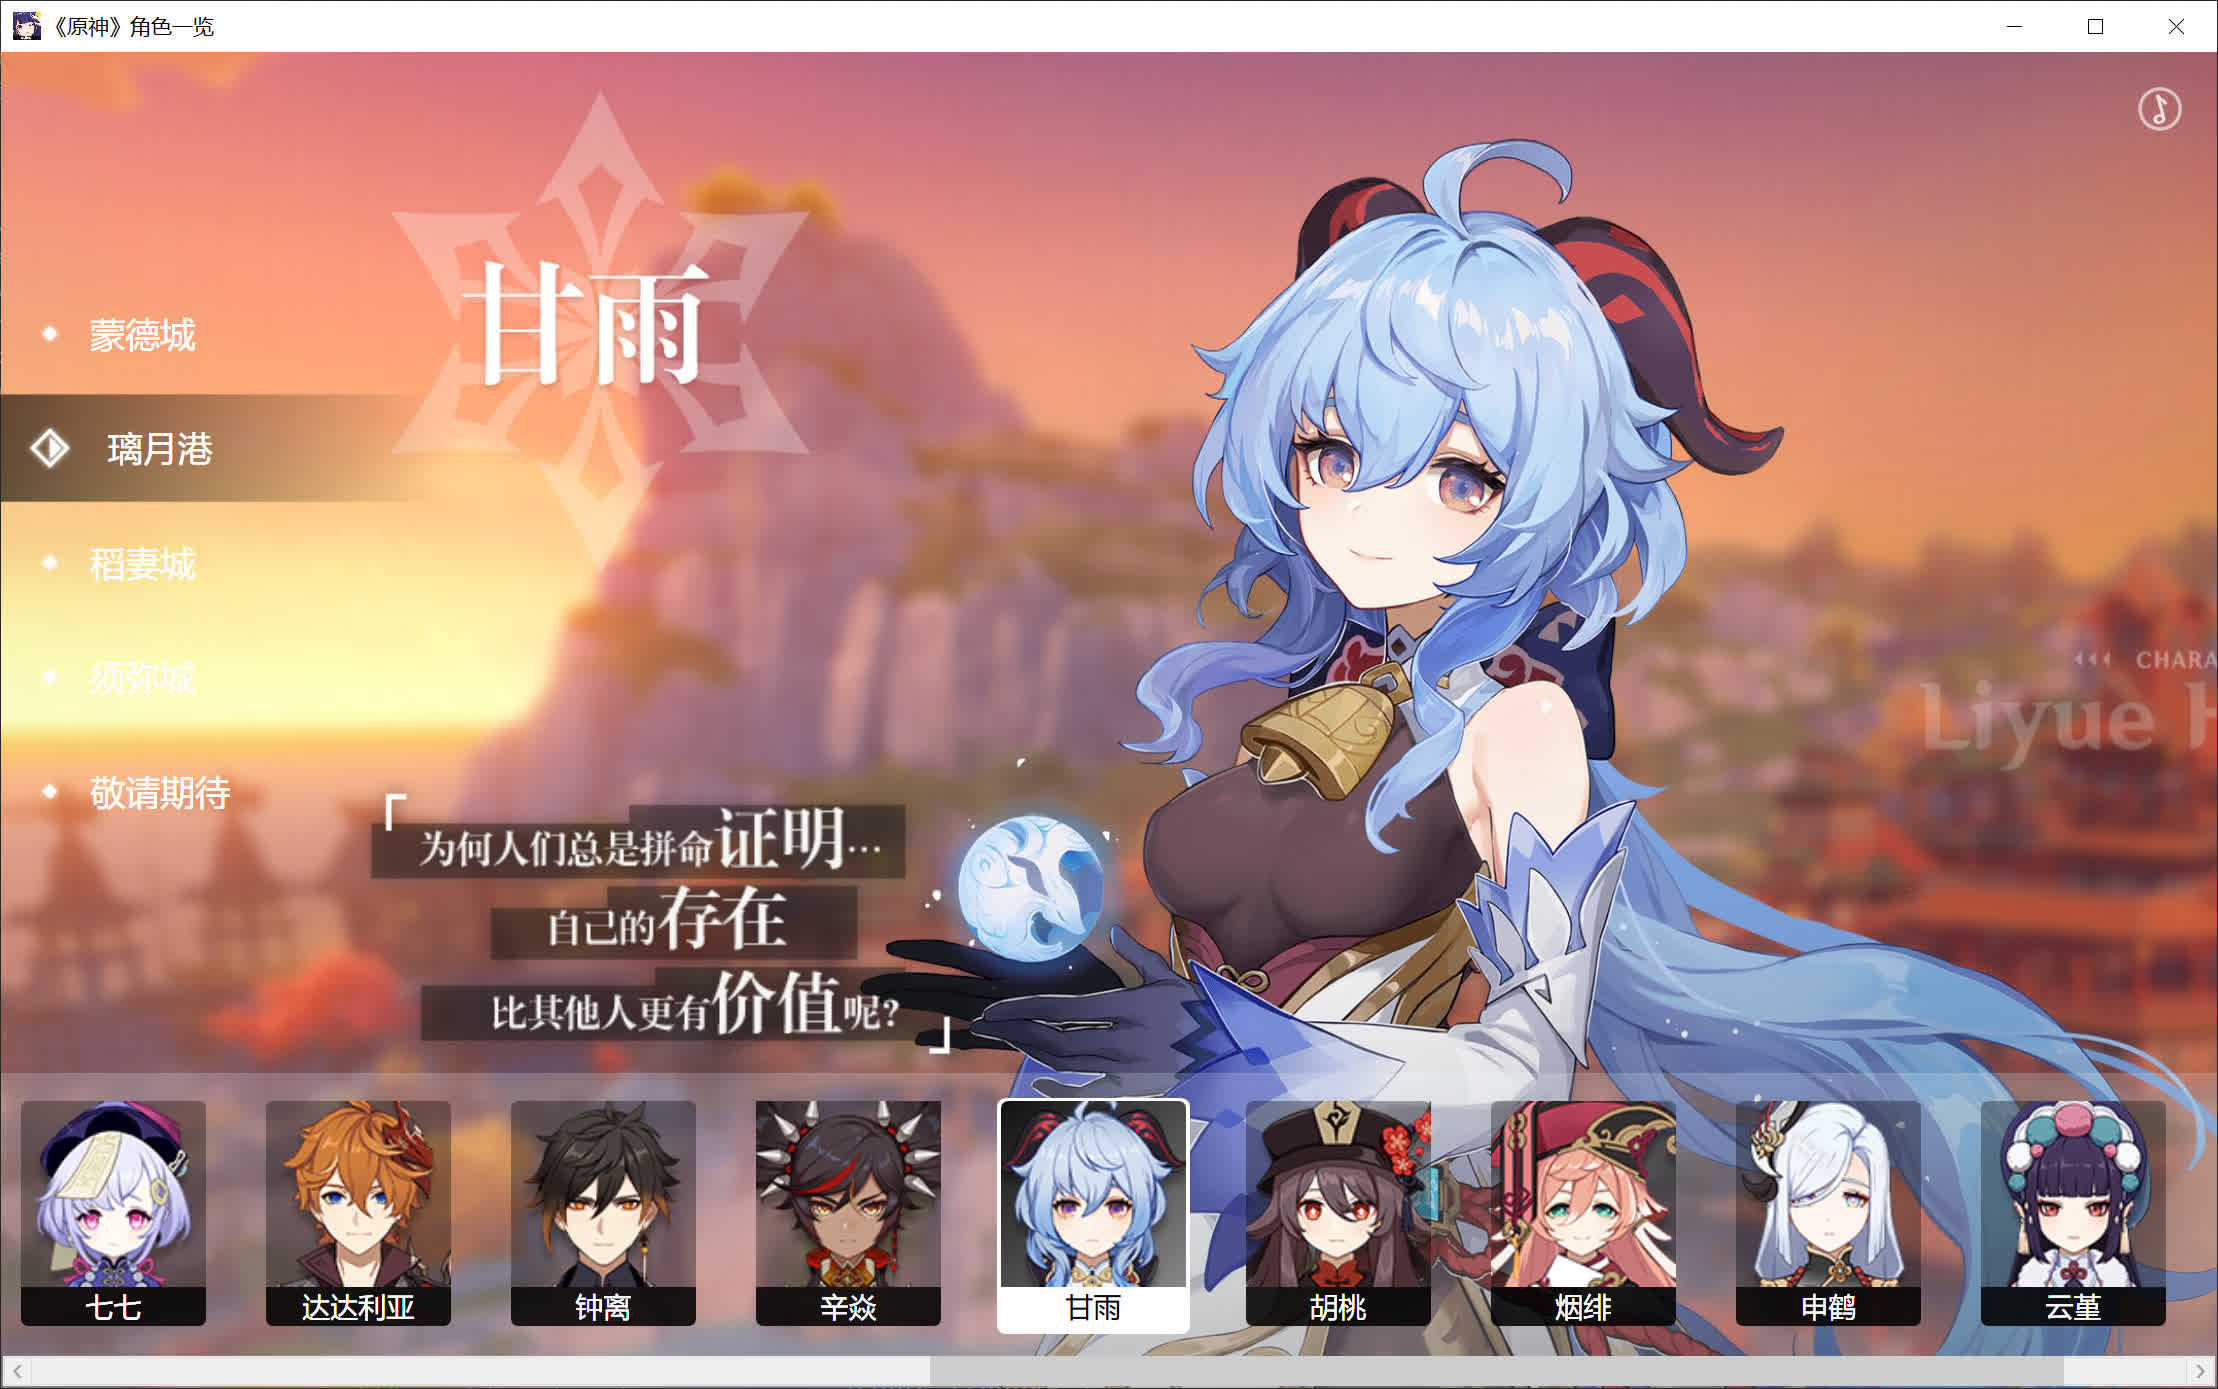 《原神》角色一览
甘雨
蒙德城
璃月港
稻妻城
须弥城
敬请期待
CHARA
Liyue H
「为何人们总是拼命证明…
自己的存在
比其他人更有价值呢?」
七七
达达利亚
钟离
辛焱
甘雨
胡桃
烟绯
申鹤
云堇